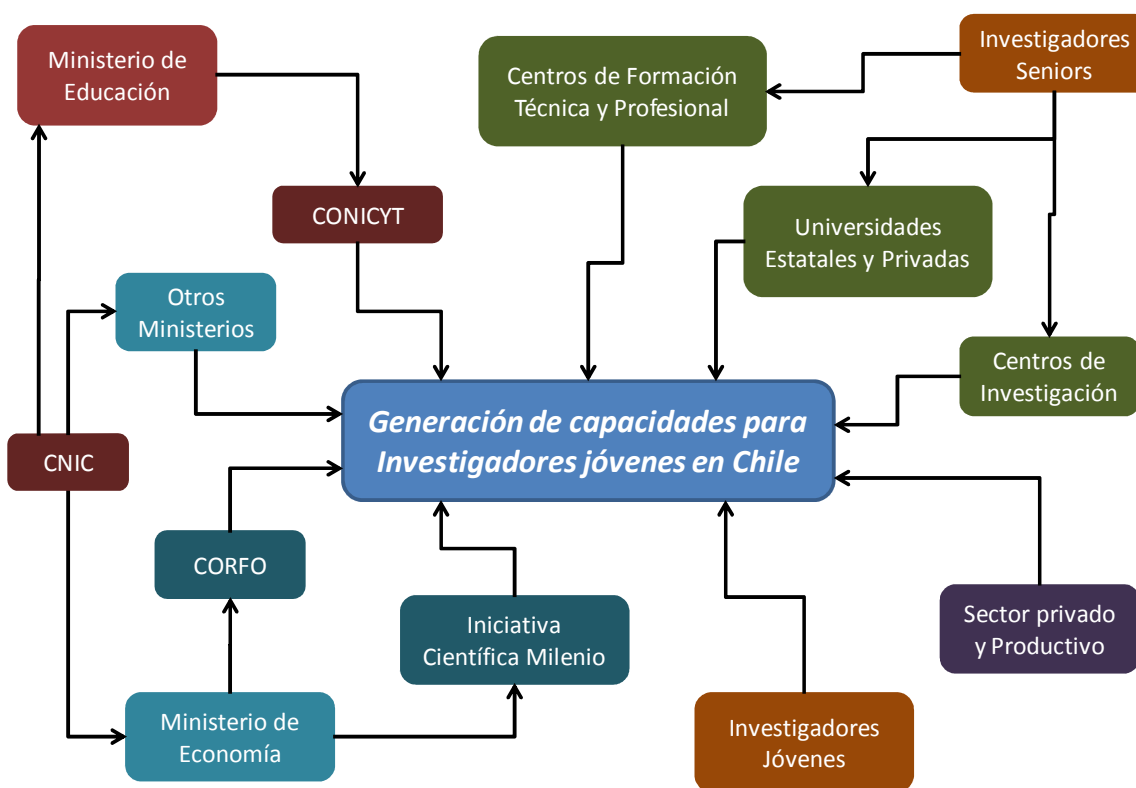 Ministerio de
Educación
Centros de Formación
Técnica y Profesional
Investigadores
Seniors
CONICYT
Universidades
Estatales y Privadas
Otros
Ministerios
Centros de
Investigación
Generación de capacidades para
Investigadores jóvenes en Chile
CNIC
CORFO
Iniciativa
Científica Milenio
Sector privado
y Productivo
Ministerio de
Economía
Investigadores
Jóvenes